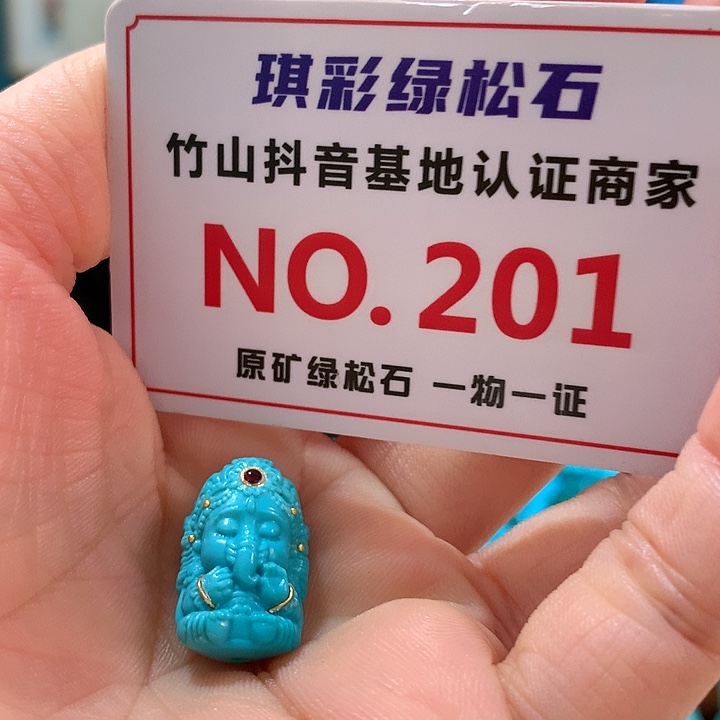 琪彩绿松石
竹山抖音基地认证商家
NO.201
原矿绿松石 一物一证